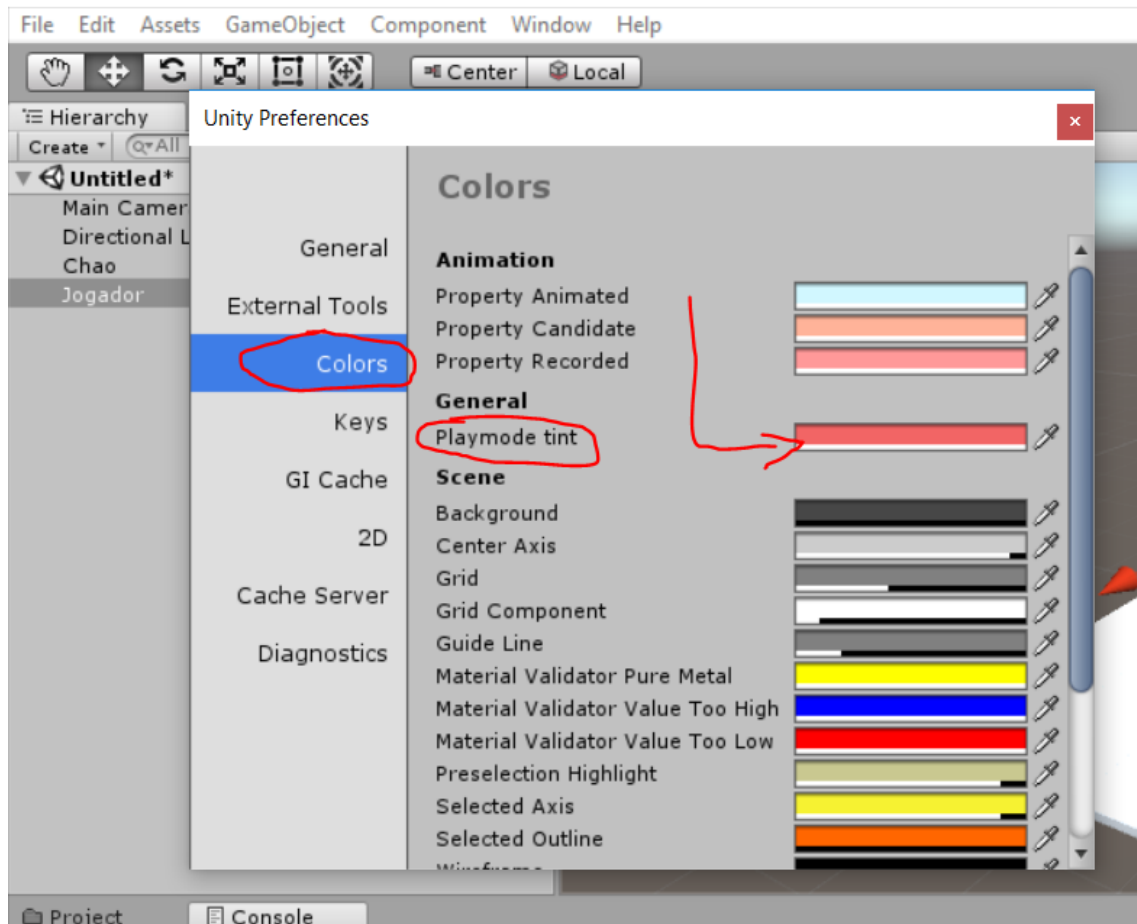 File Edit Assets GameObject Component Window Help
Center Local
Hierarchy
Create All
Untitled*
Main Camer
Directional L
Chao
Jogador
Unity Preferences
General
External Tools
Colors
Keys
GI Cache
2D
Cache Server
Diagnostics
Colors
Animation
Property Animated
Property Candidate
Property Recorded
General
Playmode tint
Scene
Background
Center Axis
Grid
Grid Component
Guide Line
Material Validator Pure Metal
Material Validator Value Too High
Material Validator Value Too Low
Preselection Highlight
Selected Axis
Selected Outline
Wireframe
Project Console